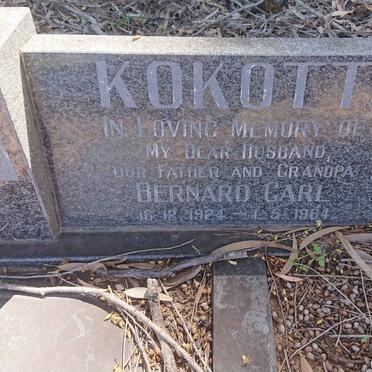 KOKOTT
IN LOVING MEMORY OF
MY DEAR HUSBAND,
OUR FATHER AND GRANDPA
BERNARD CARL
16.12.1924 – 1.5.1984